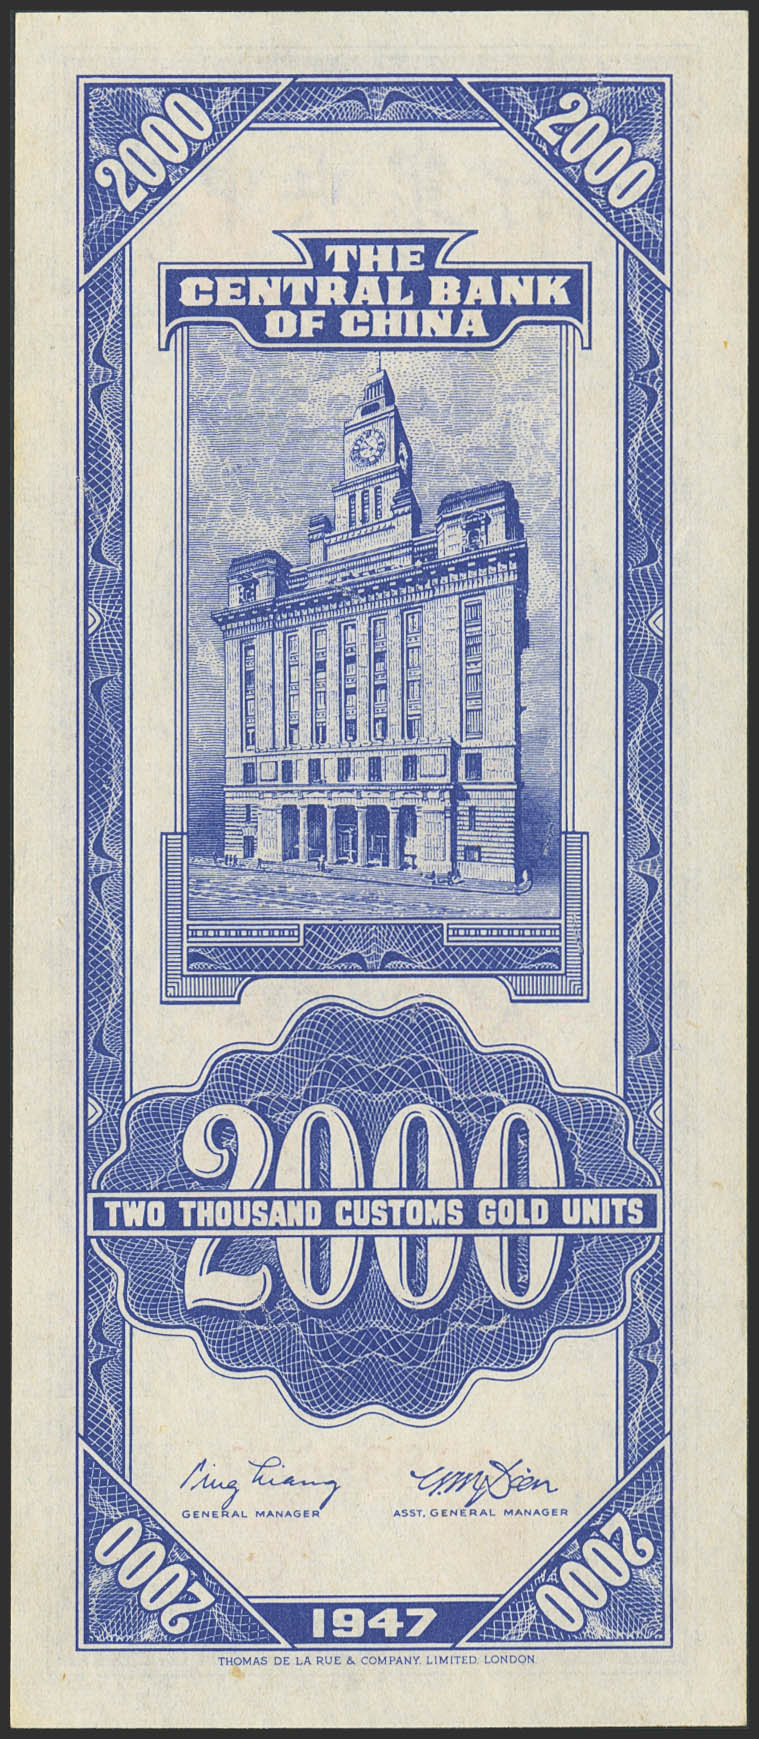 2000 2000
THE
CENTRAL BANK
OF CHINA
2000
TWO THOUSAND CUSTOMS GOLD UNITS
GENERAL MANAGER ASST. GENERAL MANAGER
2000 2000
1947
THOMAS DE LA RUE & COMPANY, LIMITED, LONDON